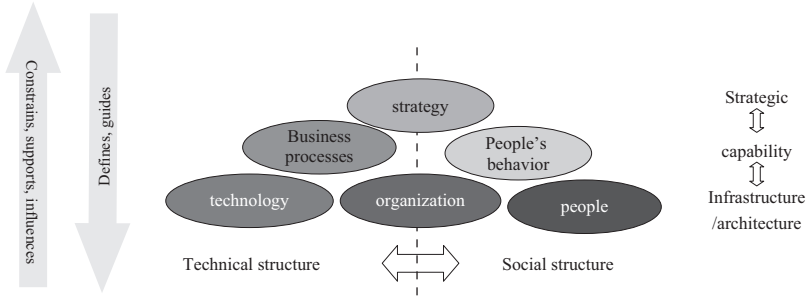 Constrains, supports, influences
Defines, guides
strategy
Business
processes
People's
behavior
technology
organization
people
Technical structure
Social structure
Strategic
capability
Infrastructure
/architecture